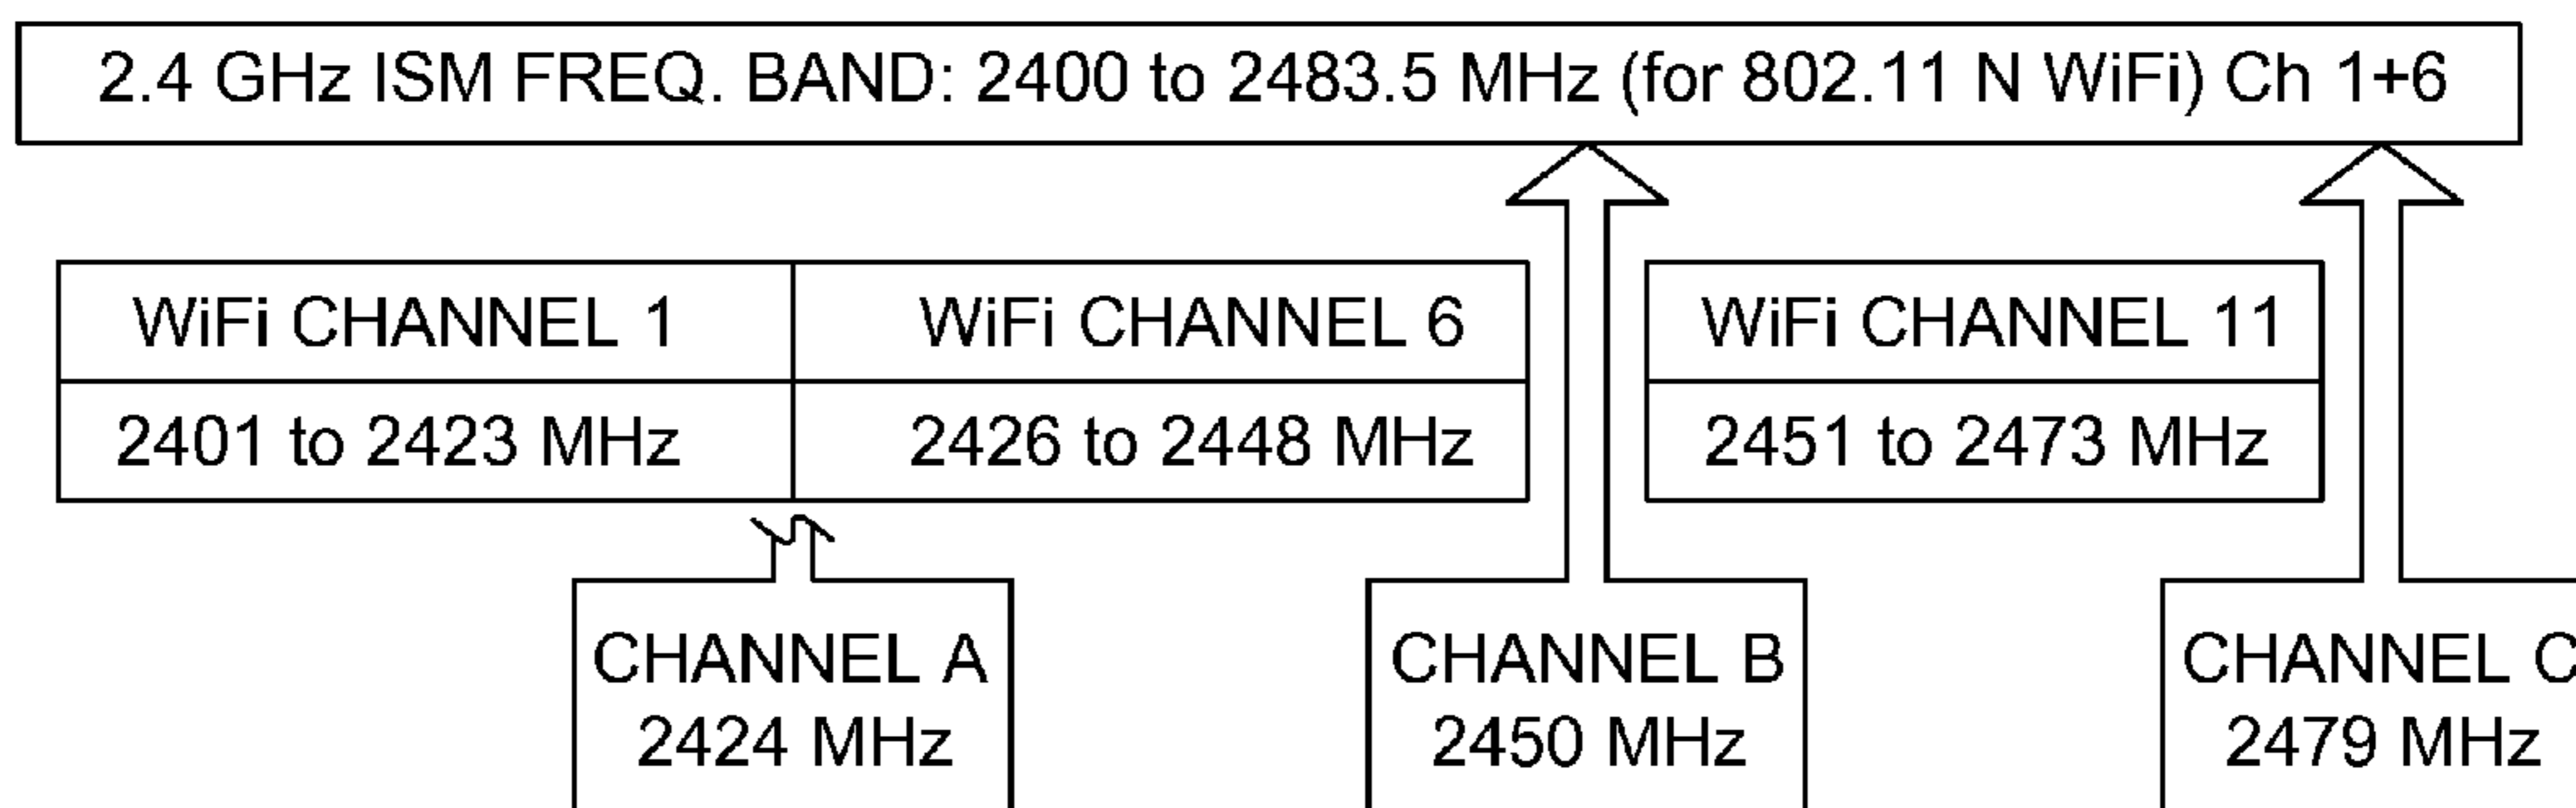 2.4 GHz ISM FREQ. BAND: 2400 to 2483.5 MHz (for 802.11 N WiFi) Ch 1+6
WiFi CHANNEL 1
WiFi CHANNEL 6
WiFi CHANNEL 11
2401 to 2423 MHz
2426 to 2448 MHz
2451 to 2473 MHz
CHANNEL A
2424 MHz
CHANNEL B
2450 MHz
CHANNEL C
2479 MHz